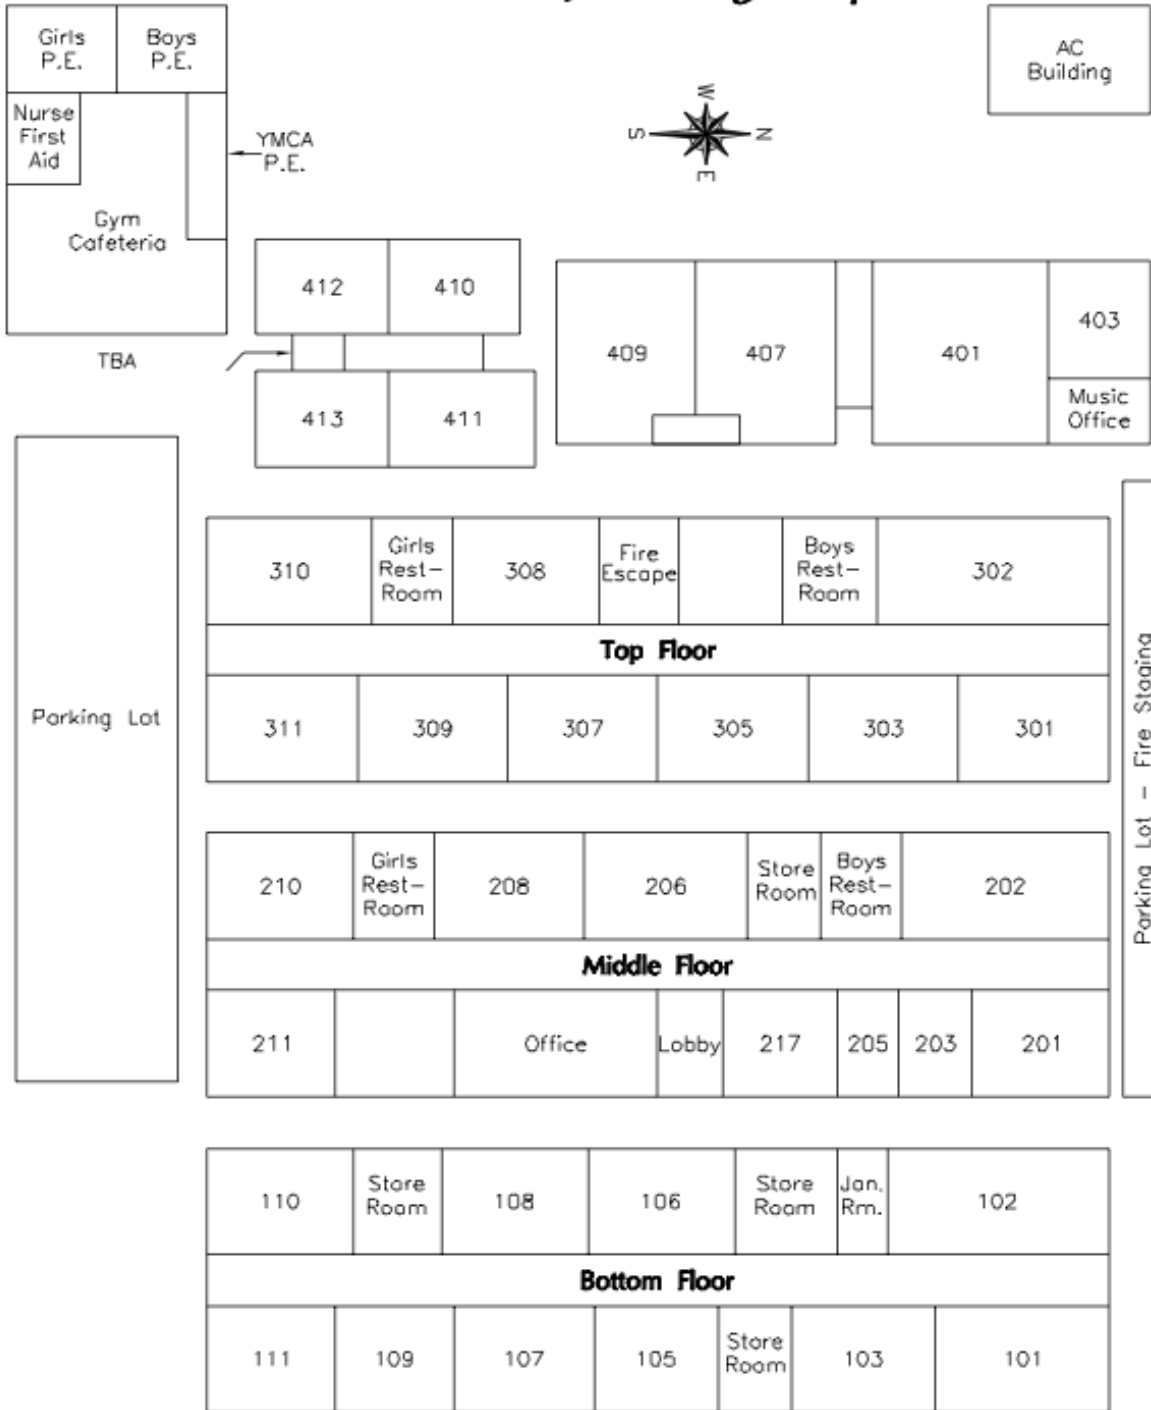 Girls
P.E.
Boys
P.E.
AC
Building
Nurse
First
Aid
YMCA
P.E.
W
S
N
E
Gym
Cafeteria
412
410
409
407
401
403
TBA
413
411
Music
Office
310
Girls
Rest-
Room
308
Fire
Escape
Boys
Rest-
Room
302
Top Floor
311
309
307
305
303
301
Parking Lot
Parking Lot - Fire Staging
210
Girls
Rest-
Room
208
206
Store
Room
Boys
Rest-
Room
202
Middle Floor
211
Office
Lobby
217
205
203
201
110
Store
Room
108
106
Store
Room
Jan.
Rm.
102
Bottom Floor
111
109
107
105
Store
Room
103
101